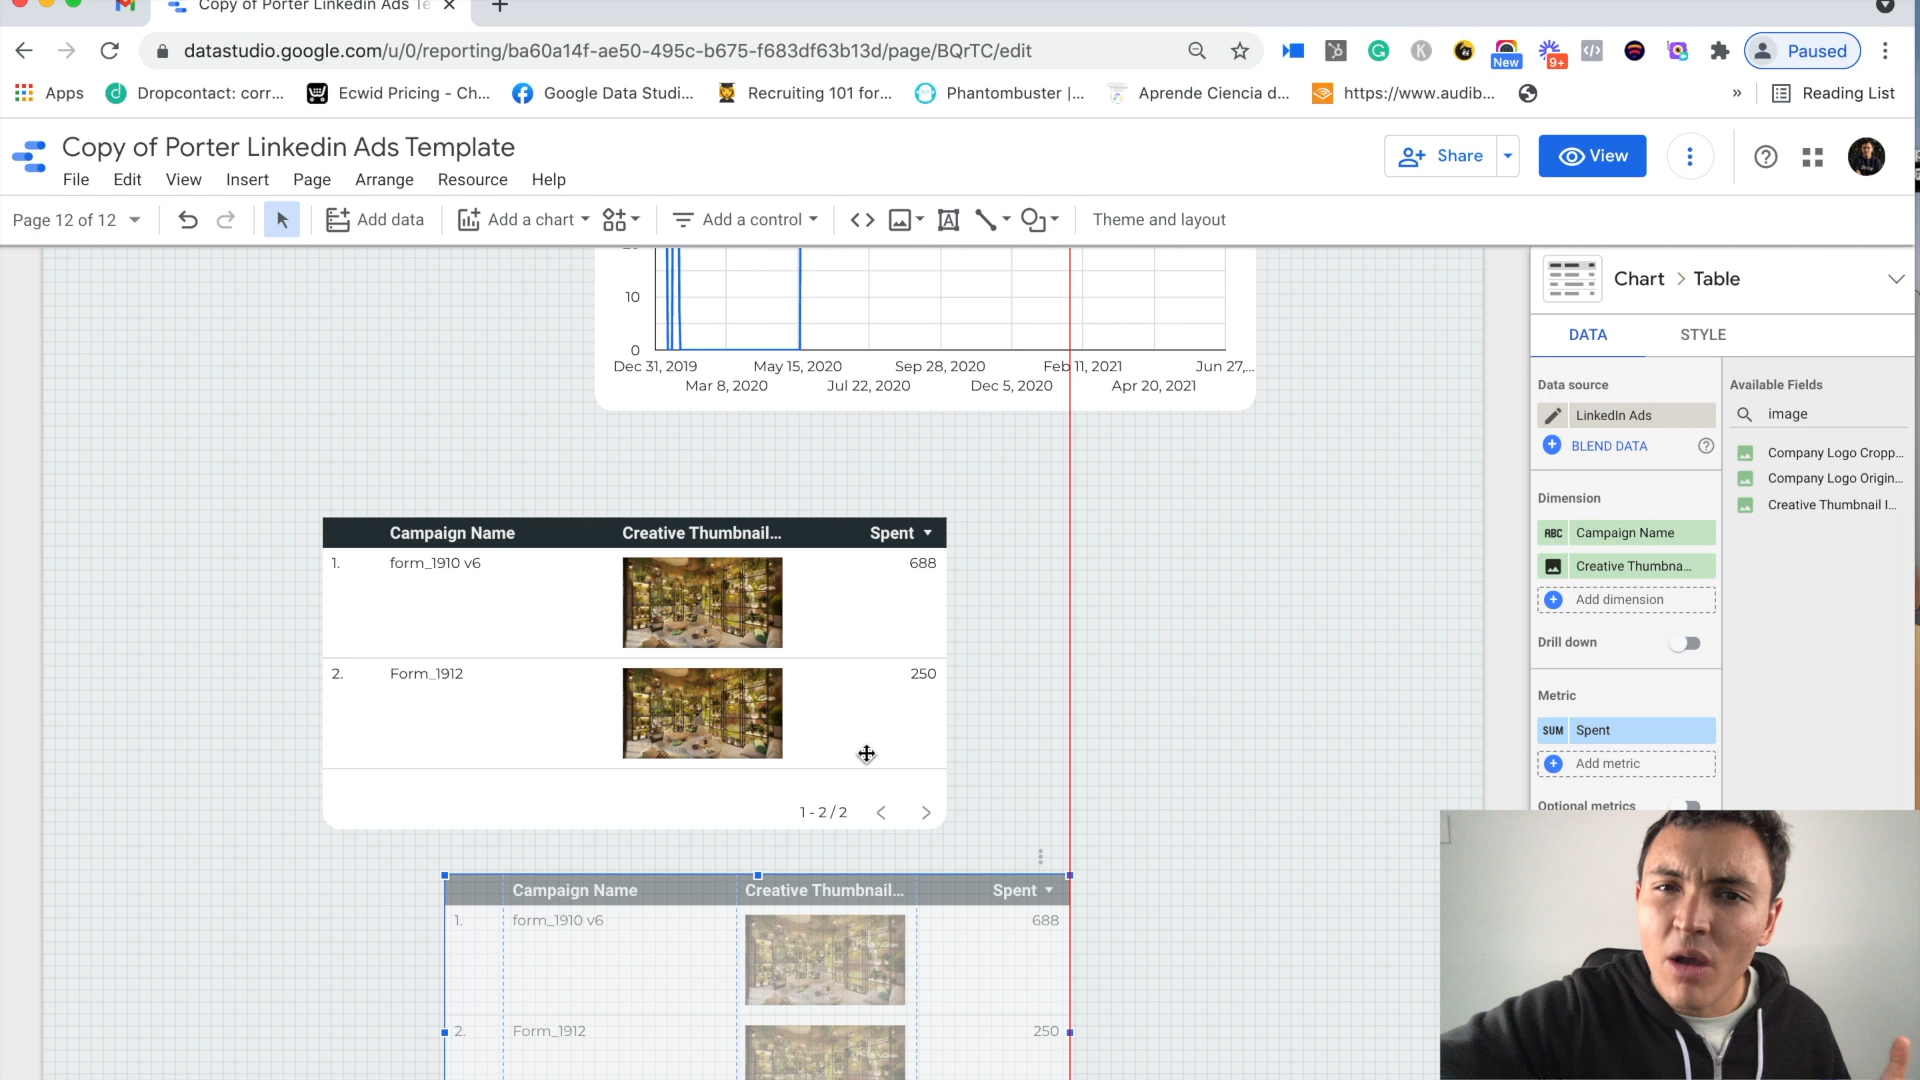 Copy of Porter Linkedin Ads Te
datastudio.google.com/u/0/reporting/ba60a14f-ae50-495c-b675-f683df63b13d/page/BQrTC/edit
New
9+
Paused
Apps
Dropcontact: corr...
Ecwid Pricing - Ch...
Google Data Studi...
Recruiting 101 for...
Phantombuster |...
Aprende Ciencia d...
https://www.audib...
»
Reading List
Copy of Porter Linkedin Ads Template
Share
View
File Edit View Insert Page Arrange Resource Help
Page 12 of 12
Add data
Add a chart
Add a control
Theme and layout
10
0
Dec 31, 2019 May 15, 2020 Sep 28, 2020 Feb 11, 2021 Jun 27,...
Mar 8, 2020 Jul 22, 2020 Dec 5, 2020 Apr 20, 2021
Campaign Name Creative Thumbnail... Spent
1. form_1910 v6 688
2. Form_1912 250
1 - 2 / 2
Campaign Name Creative Thumbnail... Spent
1. form_1910 v6 688
2. Form_1912 250
Chart > Table
DATA STYLE
Data source
LinkedIn Ads
BLEND DATA
Dimension
ABC Campaign Name
Creative Thumbna...
Add dimension
Drill down
Metric
SUM Spent
Add metric
Optional metrics
Available Fields
image
Company Logo Cropp...
Company Logo Origin...
Creative Thumbnail I...